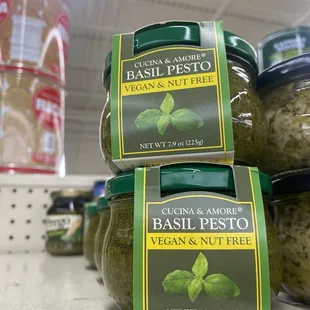 CUCINA & AMORE®
BASIL PESTO
VEGAN & NUT FREE
NET WT 7.9 oz (225g)
CUCINA & AMORE®
BASIL PESTO
VEGAN & NUT FREE